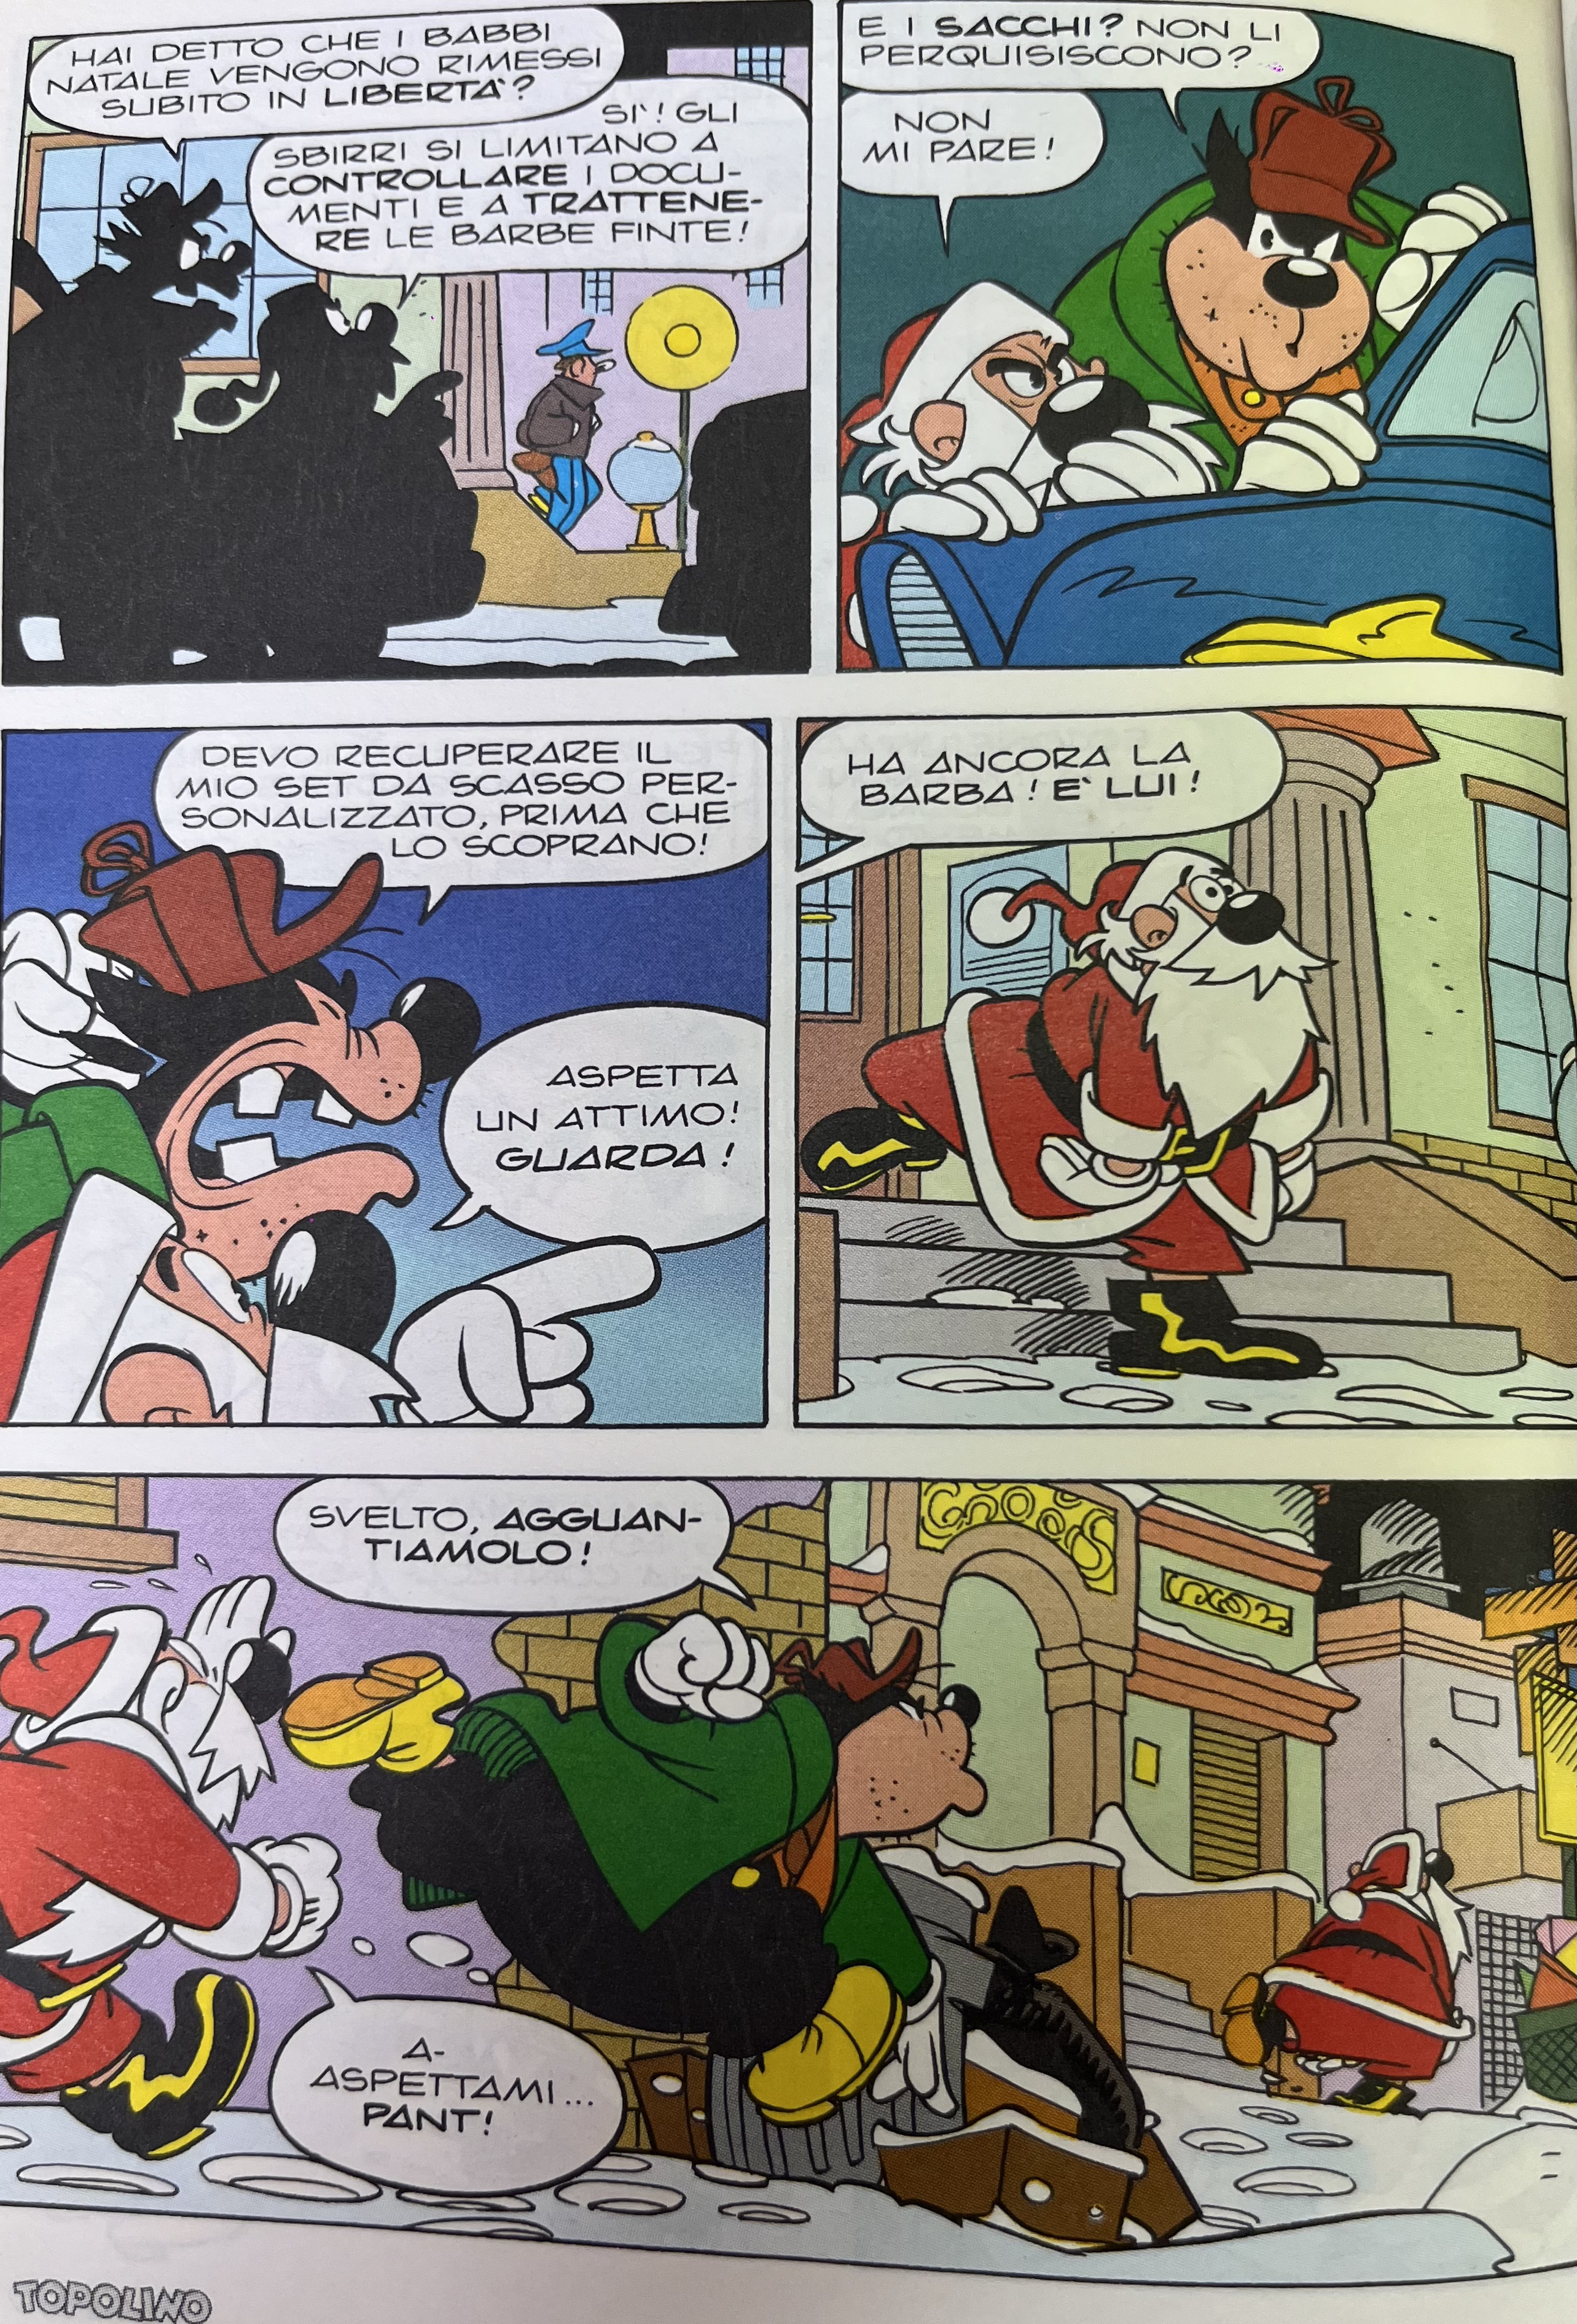 HAI DETTO CHE I BABBI
NATALE VENGONO RIMESSI
SUBITO IN LIBERTA'?
SI'! GLI
SBIRRI SI LIMITANO A
CONTROLLARE I DOCU-
MENTI E A TRATTENE-
RE LE BARBE FINTE!
E I SACCHI? NON LI
PERQUISISCONO?
NON
MI PARE!
DEVO RECUPERARE IL
MIO SET DA SCASSO PER-
SONALIZZATO, PRIMA CHE
LO SCOPRANO!
ASPETTA
UN ATTIMO!
GUARDA!
HA ANCORA LA
BARBA! E' LUI!
SVELTO, AGGUAN-
TIAMOLO!
A-
ASPETTAMI...
PANT!
TOPOLINO